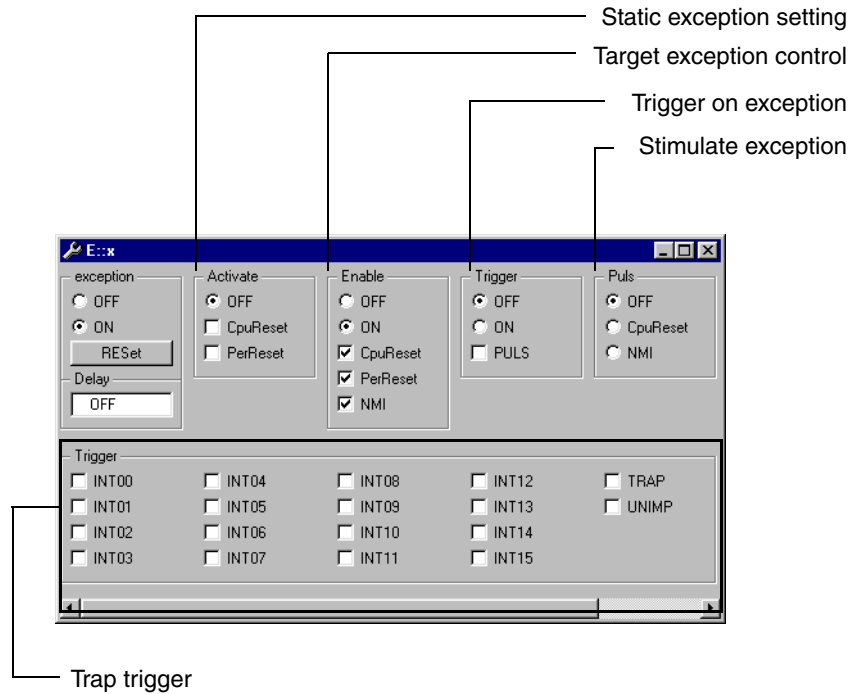 Static exception setting
Target exception control
Trigger on exception
Stimulate exception
E::x
exception
OFF
ON
RESet
Delay
OFF
Activate
OFF
CpuReset
PerReset
Enable
OFF
ON
CpuReset
PerReset
NMI
Trigger
OFF
ON
PULS
Puls
OFF
CpuReset
NMI
Trigger
INT00 INT04 INT08 INT12 TRAP
INT01 INT05 INT09 INT13 UNIMP
INT02 INT06 INT10 INT14
INT03 INT07 INT11 INT15
Trap trigger